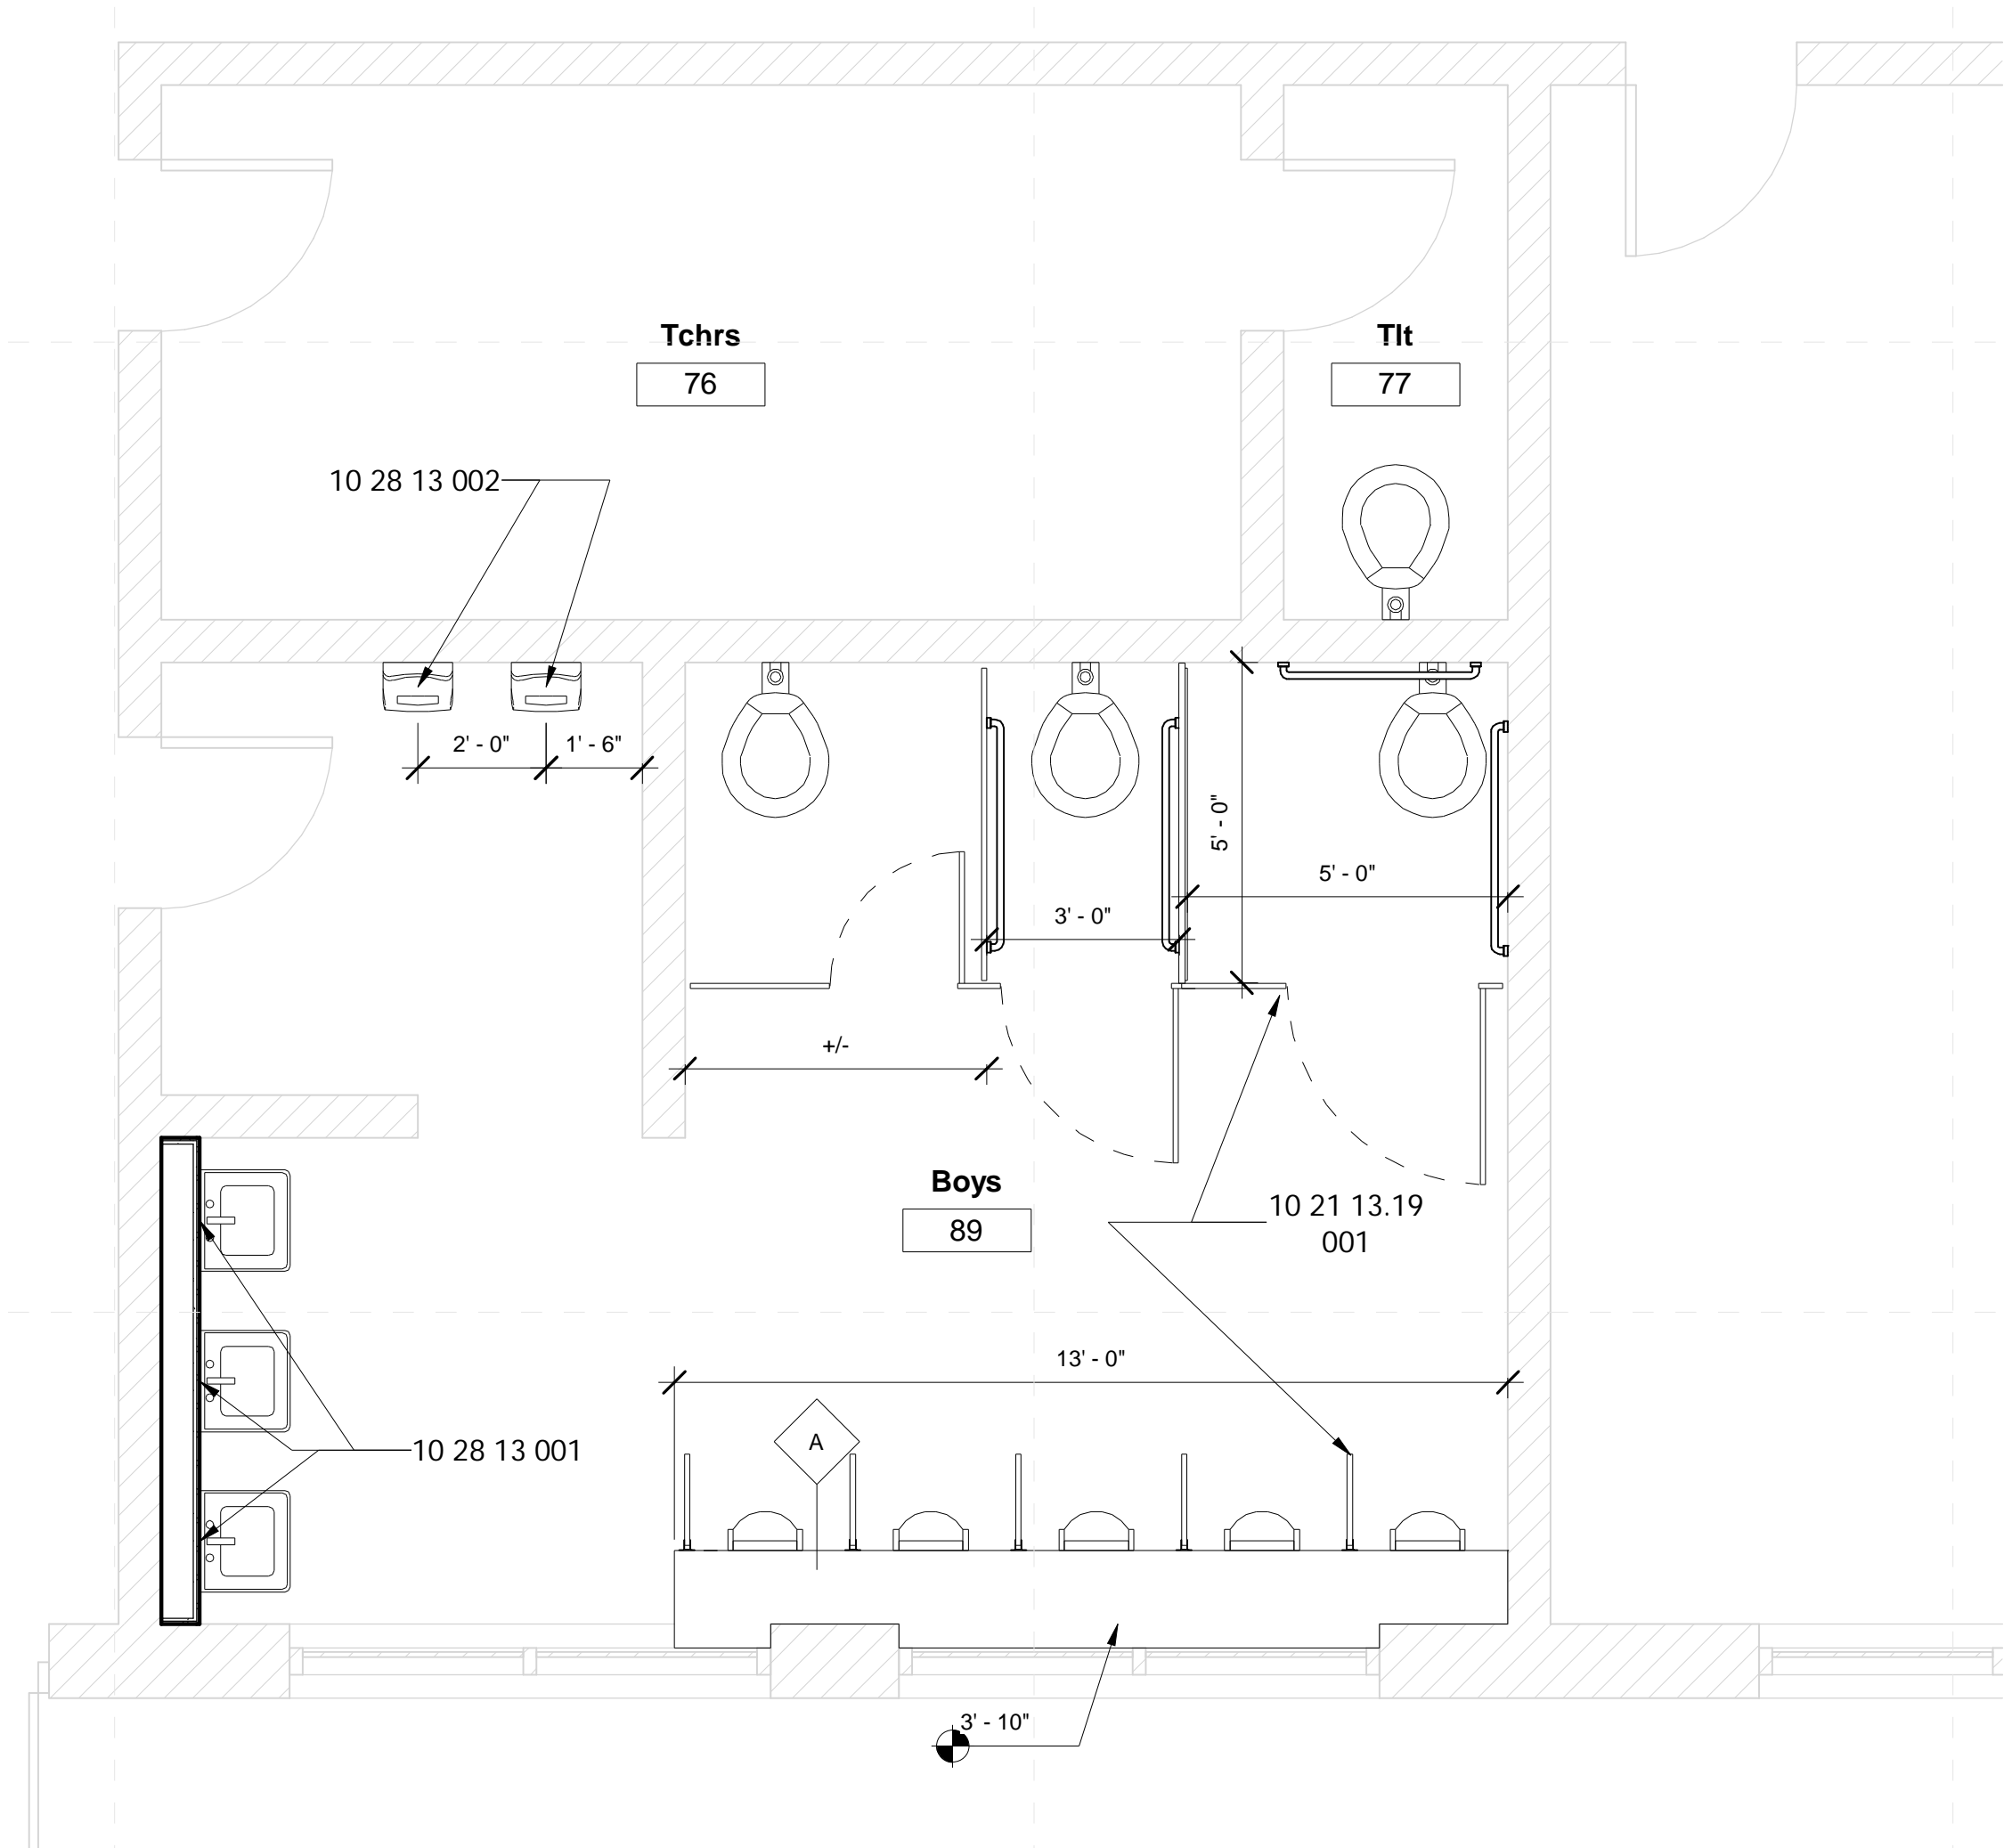 Tchrs
76
Tlt
77
10 28 13 002
2' - 0"
1' - 6"
5' - 0"
5' - 0"
3' - 0"
+/-
Boys
89
10 21 13.19
001
13' - 0"
A
10 28 13 001
3' - 10"